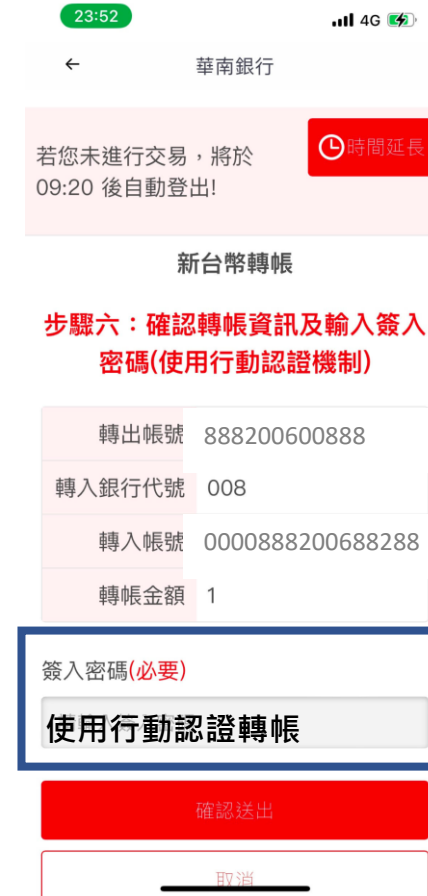 23:52
4G
華南銀行
若您未進行交易，將於
09:20 後自動登出!
時間延長
新台幣轉帳
步驟六：確認轉帳資訊及輸入簽入
密碼(使用行動認證機制)
轉出帳號 888200600888
轉入銀行代號 008
轉入帳號 0000888200688288
轉帳金額 1
簽入密碼(必要)
使用行動認證轉帳
確認送出
取消